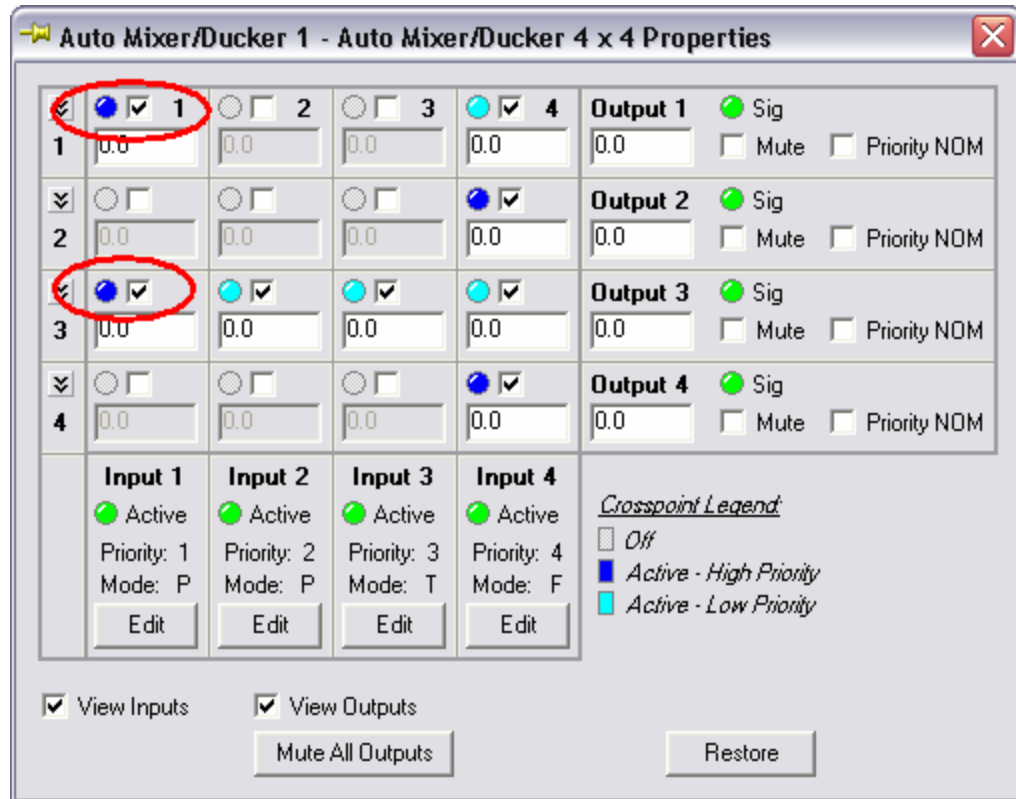 Auto Mixer/Ducker 1 - Auto Mixer/Ducker 4 x 4 Properties
1 2 3 4 Output 1 Sig
1 0.0 0.0 0.0 0.0 0.0 Mute Priority NOM
Output 2 Sig
2 0.0 0.0 0.0 0.0 0.0 Mute Priority NOM
Output 3 Sig
3 0.0 0.0 0.0 0.0 0.0 Mute Priority NOM
Output 4 Sig
4 0.0 0.0 0.0 0.0 0.0 Mute Priority NOM
Input 1 Input 2 Input 3 Input 4
Active Active Active Active
Priority: 1 Priority: 2 Priority: 3 Priority: 4
Mode: P Mode: P Mode: T Mode: F
Edit Edit Edit Edit
Crosspoint Legend:
Off
Active - High Priority
Active - Low Priority
View Inputs View Outputs
Mute All Outputs Restore